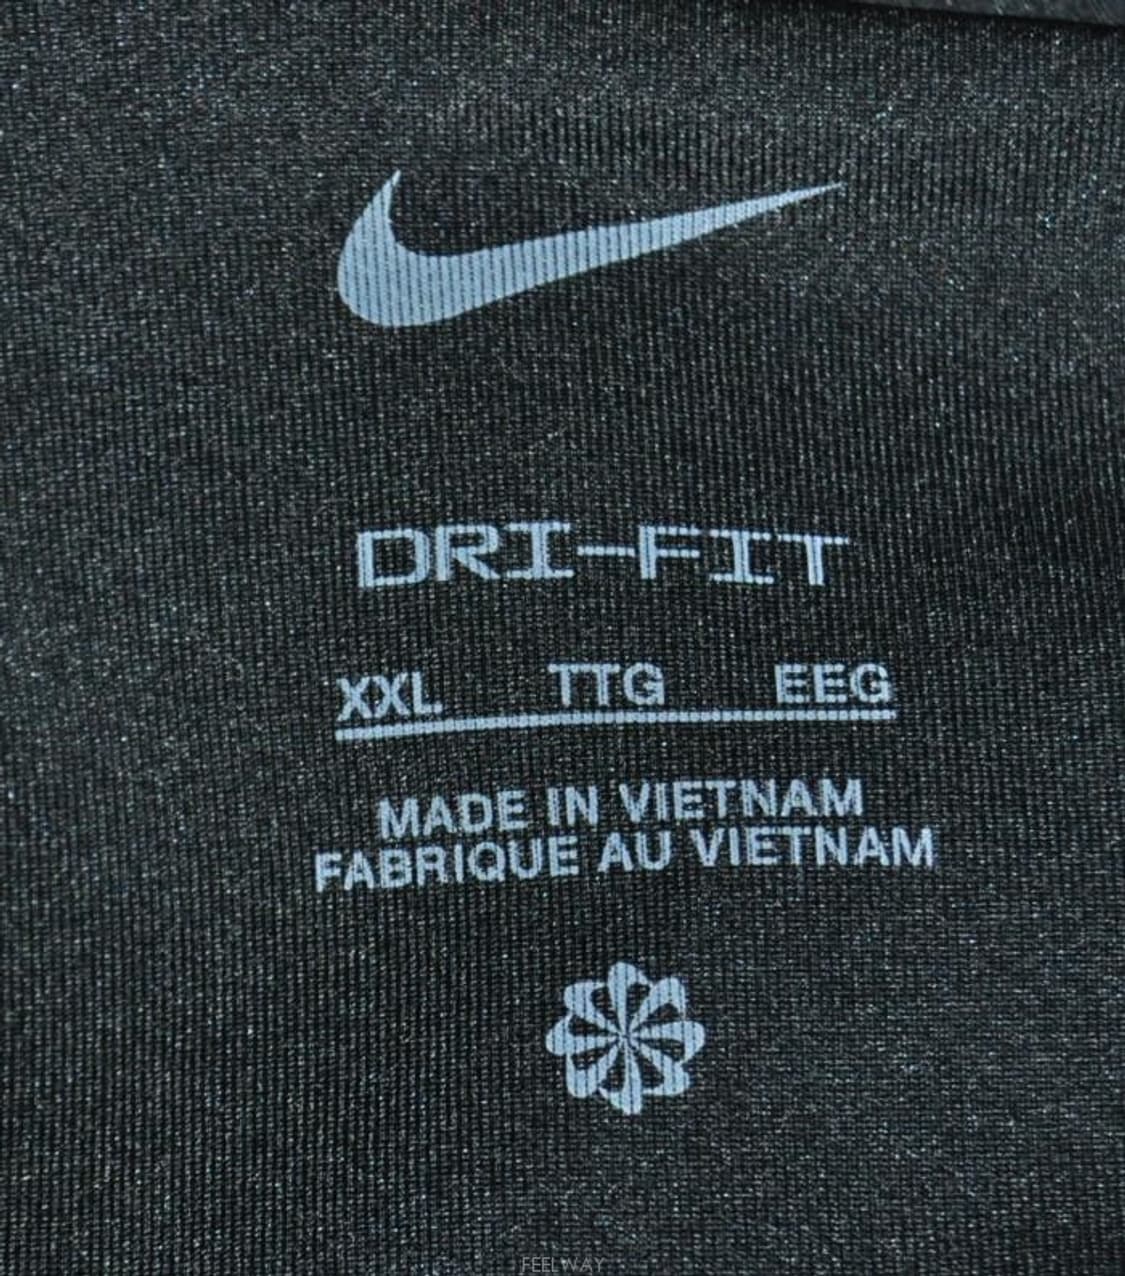 DRI-FIT
XXL TTG EEG
MADE IN VIETNAM
FABRIQUE AU VIETNAM
FEELWAY